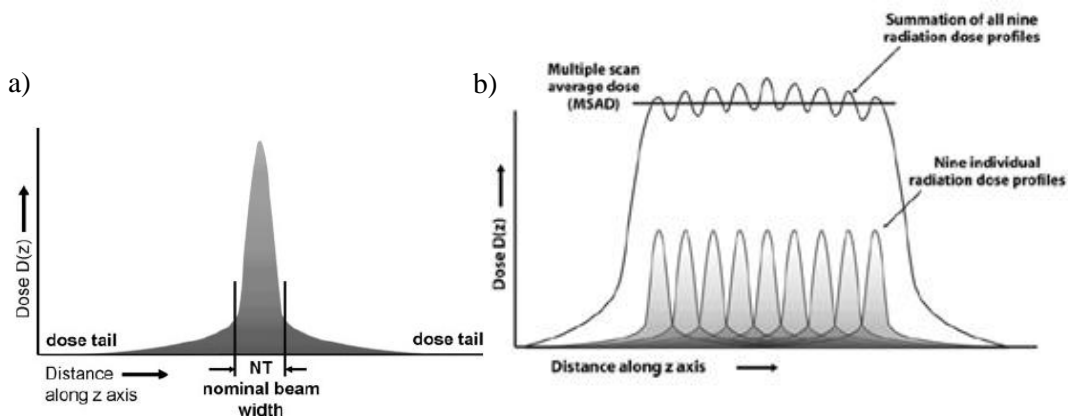 a)
Dose D(z)
dose tail
dose tail
Distance
along z axis
NT
nominal beam
width
b)
Summation of all nine
radiation dose profiles
Multiple scan
average dose
(MSAD)
Nine individual
radiation dose profiles
Dose D(z)
Distance along z axis